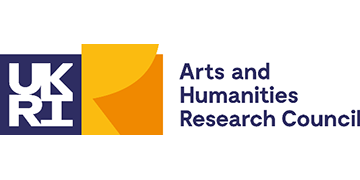 UK
RI
Arts and
Humanities
Research Council